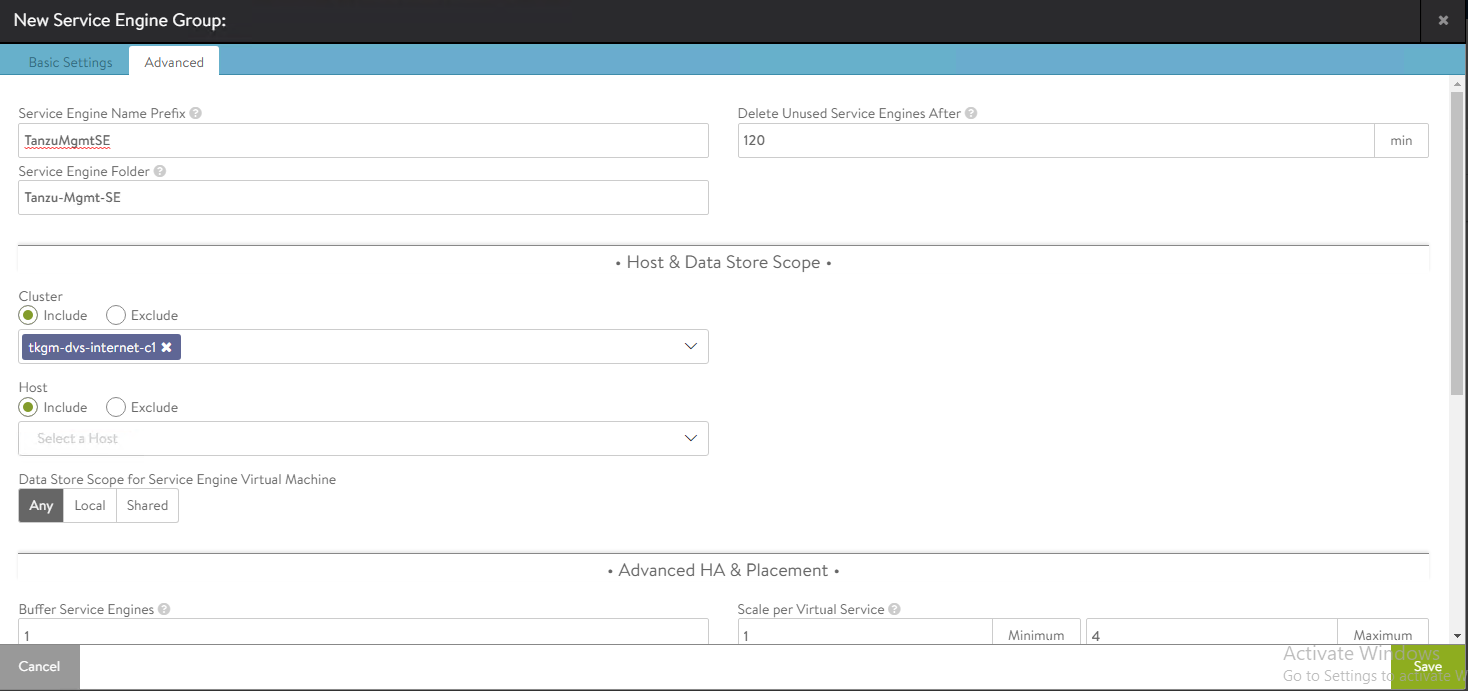 New Service Engine Group:
Basic Settings
Advanced
Service Engine Name Prefix
Delete Unused Service Engines After
TanzuMgmtSE
120
min
Service Engine Folder
Tanzu-Mgmt-SE
• Host & Data Store Scope •
Cluster
Include
Exclude
tkgm-dvs-internet-c1
Host
Include
Exclude
Select a Host
Data Store Scope for Service Engine Virtual Machine
Any
Local
Shared
• Advanced HA & Placement •
Buffer Service Engines
Scale per Virtual Service
1
1
Minimum
4
Maximum
Activate Windows
Cancel
Save
Go to Settings to activate W